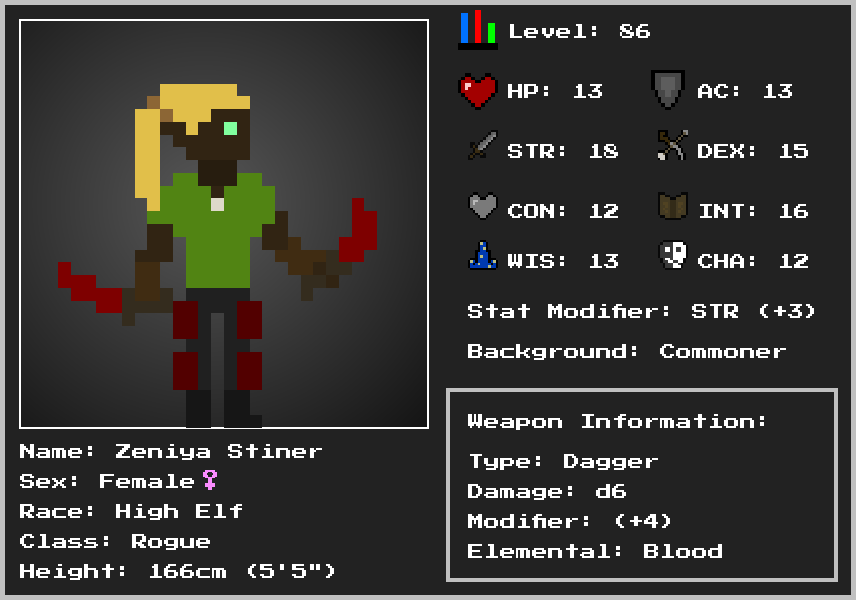 Level: 86
HP: 13
AC: 13
STR: 18
DEX: 15
CON: 12
INT: 16
WIS: 13
CHA: 12
Stat Modifier: STR (+3)
Background: Commoner
Weapon Information:
Type: Dagger
Damage: d6
Modifier: (+4)
Elemental: Blood
Name: Zeniya Stiner
Sex: Female♀
Race: High Elf
Class: Rogue
Height: 166cm (5'5")